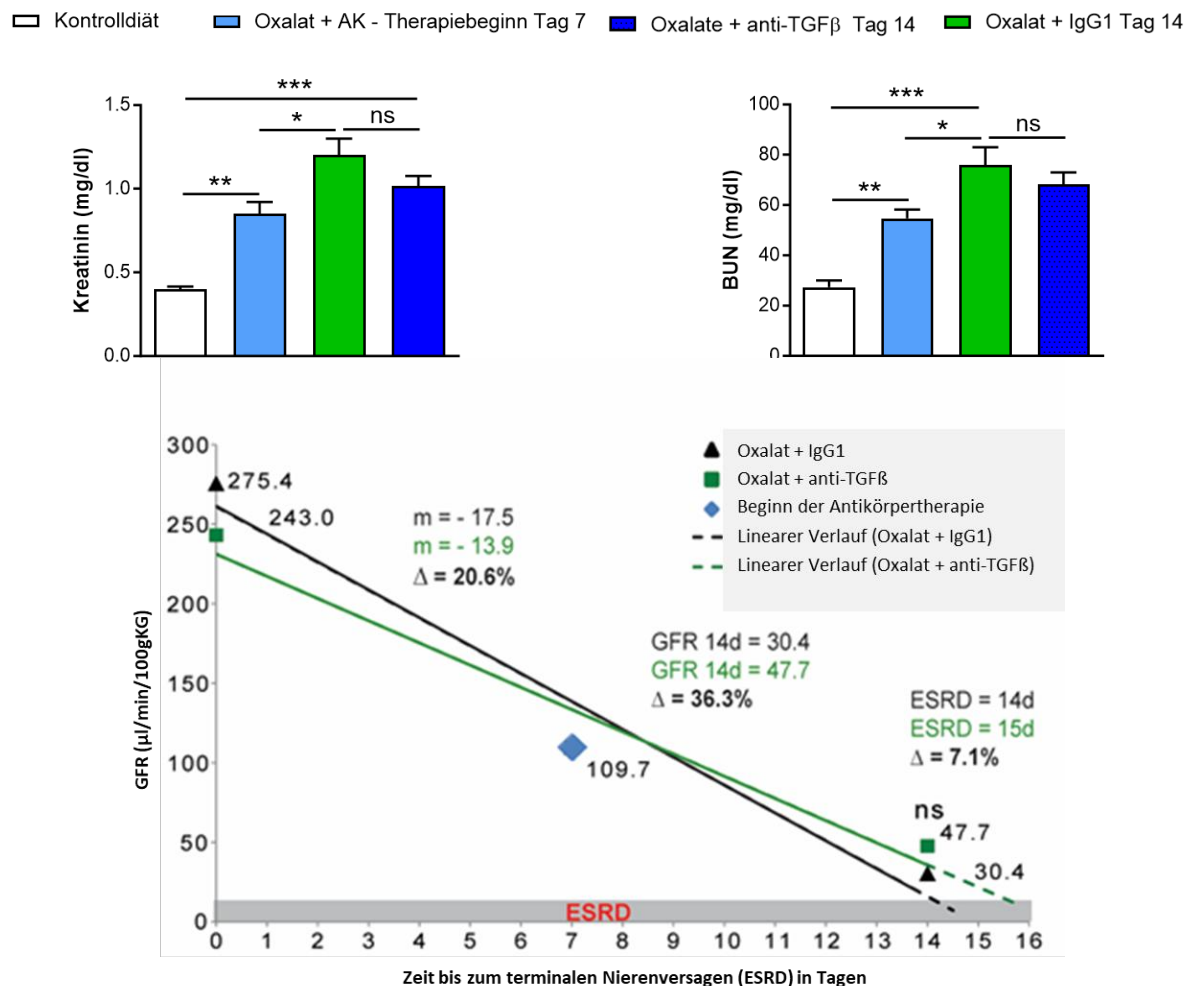 Kontrolldiät
Oxalat + AK - Therapiebeginn Tag 7
Oxalate + anti-TGFβ Tag 14
Oxalat + IgG1 Tag 14
***
*
ns
**
1.5
1.0
0.5
0.0
Kreatinin (mg/dl)
***
*
ns
**
100
80
60
40
20
0
BUN (mg/dl)
300
250
200
150
100
50
0
GFR (µl/min/100gKG)
275.4
243.0
m = - 17.5
m = - 13.9
Δ = 20.6%
Oxalat + IgG1
Oxalat + anti-TGFß
Beginn der Antikörpertherapie
Linearer Verlauf (Oxalat + IgG1)
Linearer Verlauf (Oxalat + anti-TGFß)
GFR 14d = 30.4
GFR 14d = 47.7
Δ = 36.3%
ESRD = 14d
ESRD = 15d
Δ = 7.1%
109.7
ns
47.7
30.4
ESRD
0 1 2 3 4 5 6 7 8 9 10 11 12 13 14 15 16
Zeit bis zum terminalen Nierenversagen (ESRD) in Tagen